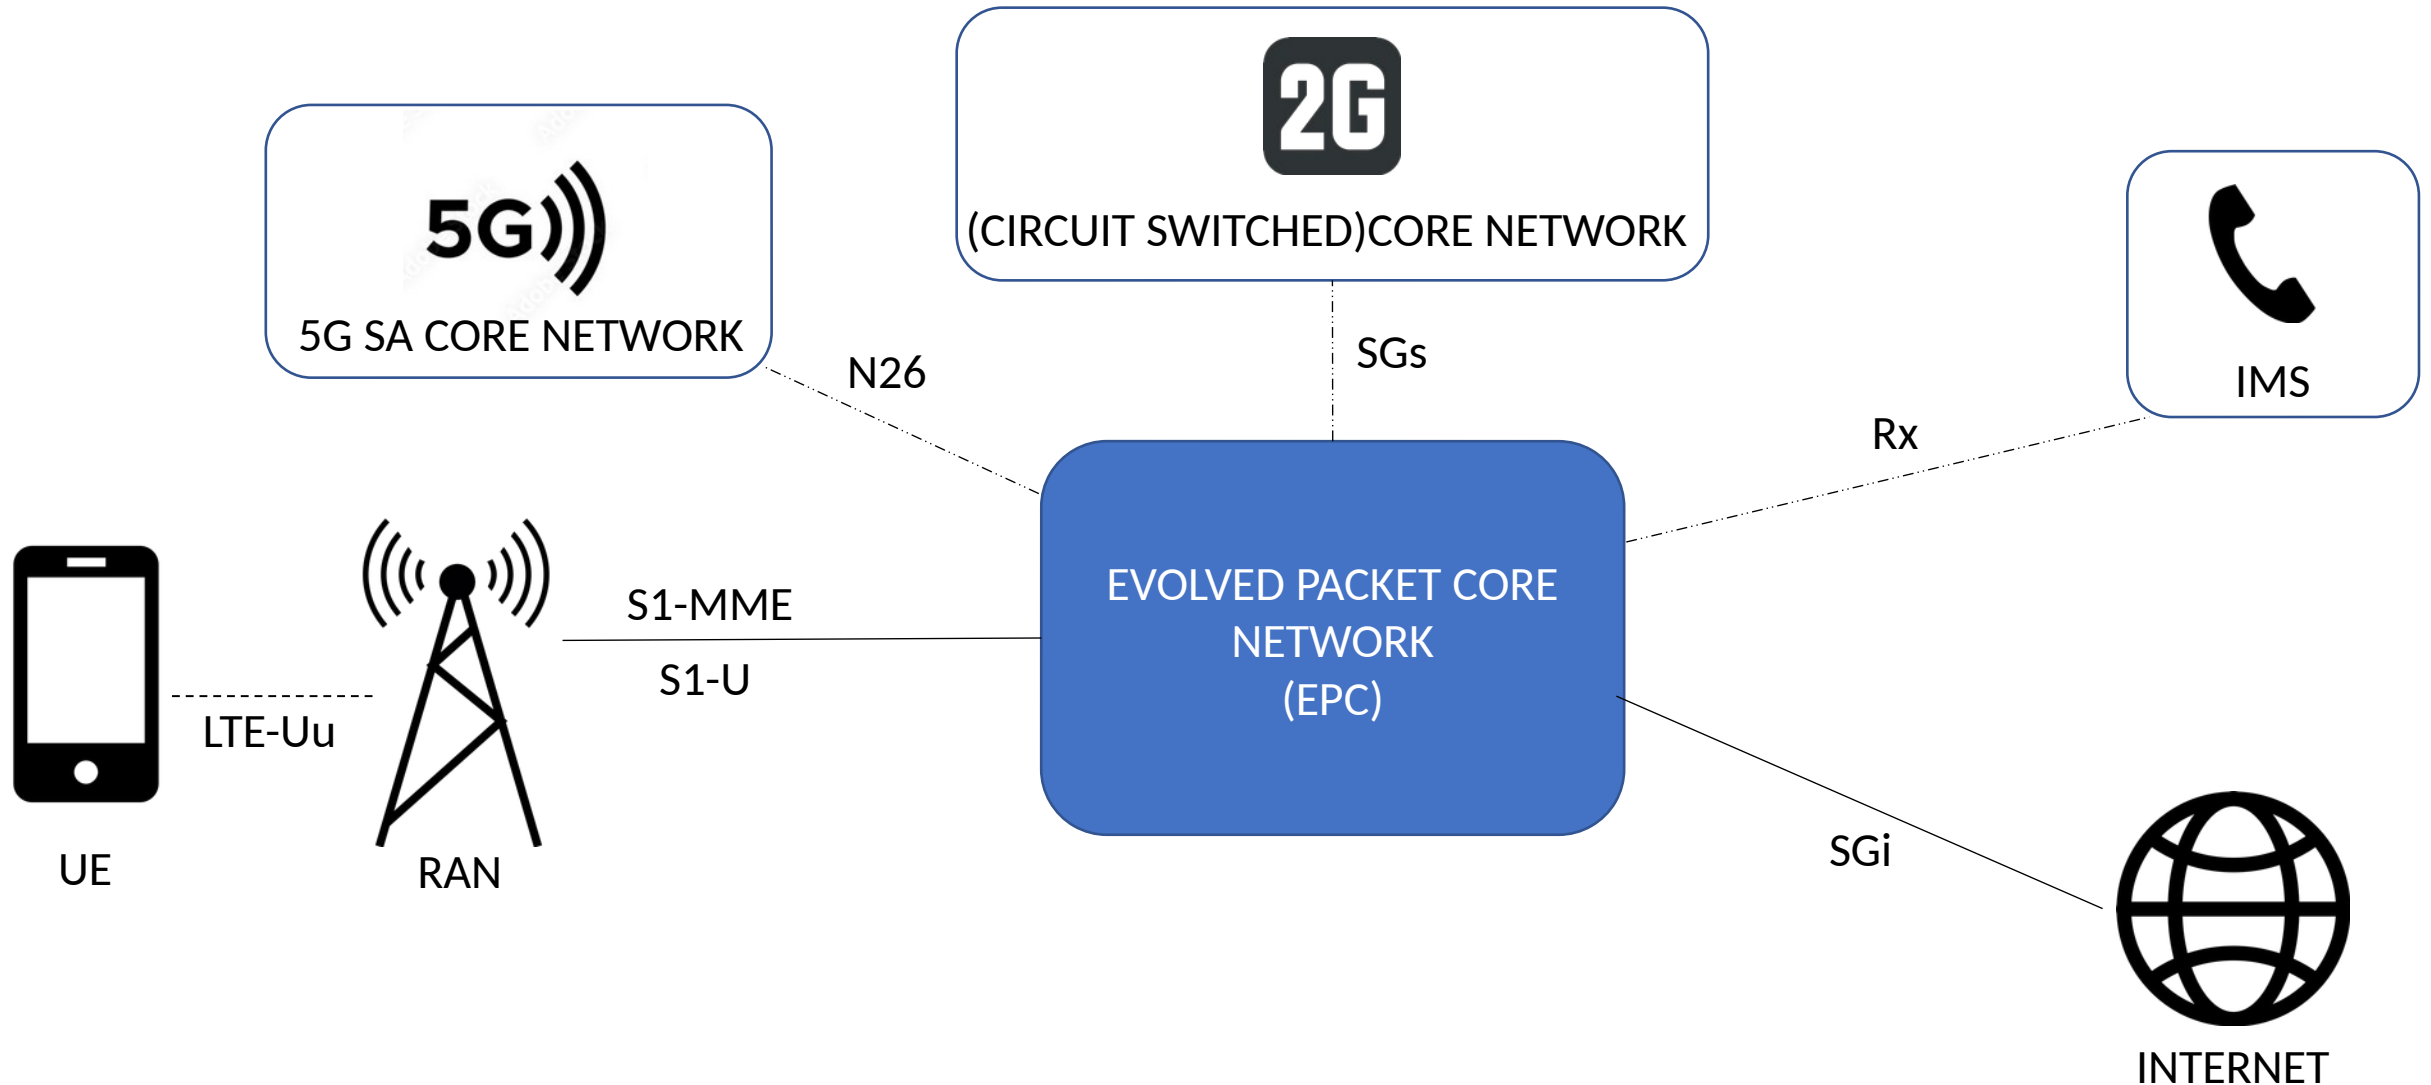 2G
(CIRCUIT SWITCHED)CORE NETWORK
5G
5G SA CORE NETWORK
N26
SGs
IMS
Rx
EVOLVED PACKET CORE
NETWORK
(EPC)
S1-MME
S1-U
LTE-Uu
UE
RAN
SGi
INTERNET